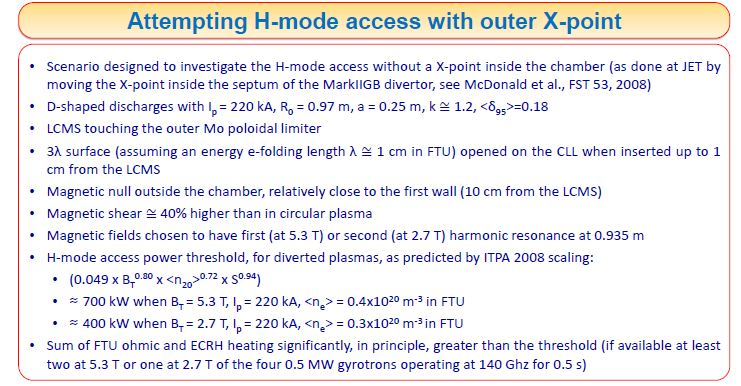 Attempting H-mode access with outer X-point
• Scenario designed to investigate the H-mode access without a X-point inside the chamber (as done at JET by
moving the X-point inside the septum of the MarkIIGB divertor, see McDonald et al., FST 53, 2008)
• D-shaped discharges with Ip = 220 kA, R0 = 0.97 m, a = 0.25 m, k ≅ 1.2, <δ95>=0.18
• LCMS touching the outer Mo poloidal limiter
• 3λ surface (assuming an energy e-folding length λ ≅ 1 cm in FTU) opened on the CLL when inserted up to 1
cm from the LCMS
• Magnetic null outside the chamber, relatively close to the first wall (10 cm from the LCMS)
• Magnetic shear ≅ 40% higher than in circular plasma
• Magnetic fields chosen to have first (at 5.3 T) or second (at 2.7 T) harmonic resonance at 0.935 m
• H-mode access power threshold, for diverted plasmas, as predicted by ITPA 2008 scaling:
• (0.049 x BT^0.80 x <n20>^0.72 x S^0.94)
• ≈ 700 kW when BT = 5.3 T, Ip = 220 kA, <ne> = 0.4x10^20 m^-3 in FTU
• ≈ 400 kW when BT = 2.7 T, Ip = 220 kA, <ne> = 0.3x10^20 m^-3 in FTU
• Sum of FTU ohmic and ECRH heating significantly, in principle, greater than the threshold (if available at least
two at 5.3 T or one at 2.7 T of the four 0.5 MW gyrotrons operating at 140 Ghz for 0.5 s)